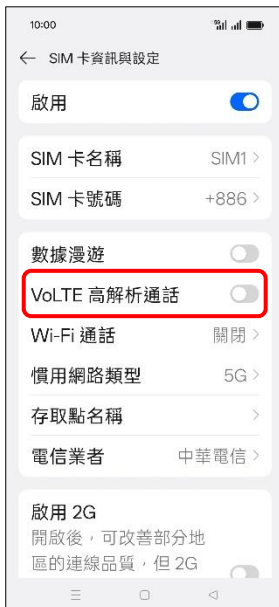 10:00
← SIM 卡資訊與設定
啟用
SIM 卡名稱 SIM1 >
SIM 卡號碼 +886 >
數據漫遊
VoLTE 高解析通話
Wi-Fi 通話 關閉 >
慣用網路類型 5G >
存取點名稱 >
電信業者 中華電信 >
啟用 2G
開啟後，可改善部分地
區的連線品質，但 2G